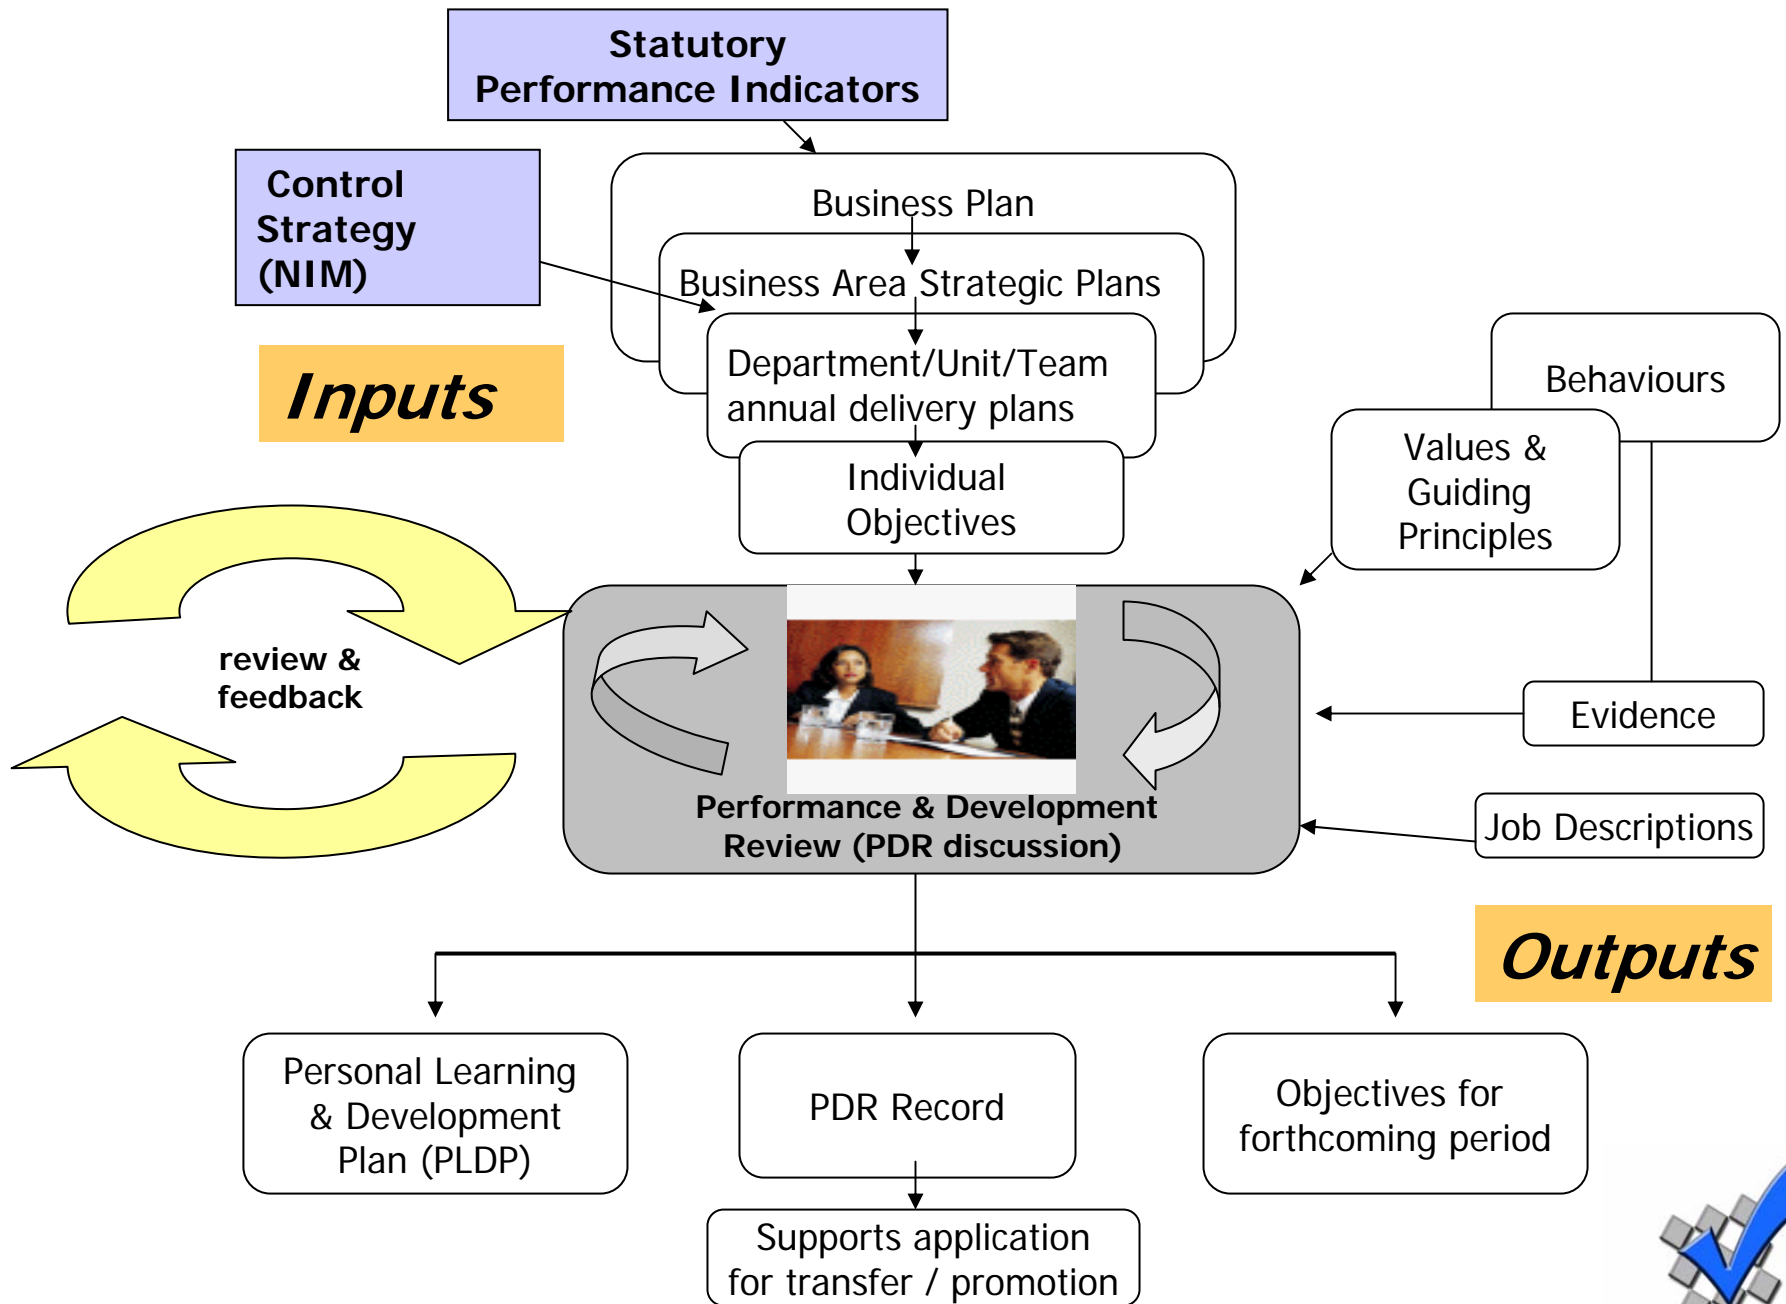 Statutory
Performance Indicators
Control
Strategy
(NIM)
Business Plan
Business Area Strategic Plans
Department/Unit/Team
annual delivery plans
Individual
Objectives
Inputs
Behaviours
Values &
Guiding
Principles
review &
feedback
Evidence
Performance & Development
Review (PDR discussion)
Job Descriptions
Outputs
Personal Learning
& Development
Plan (PLDP)
PDR Record
Objectives for
forthcoming period
Supports application
for transfer / promotion